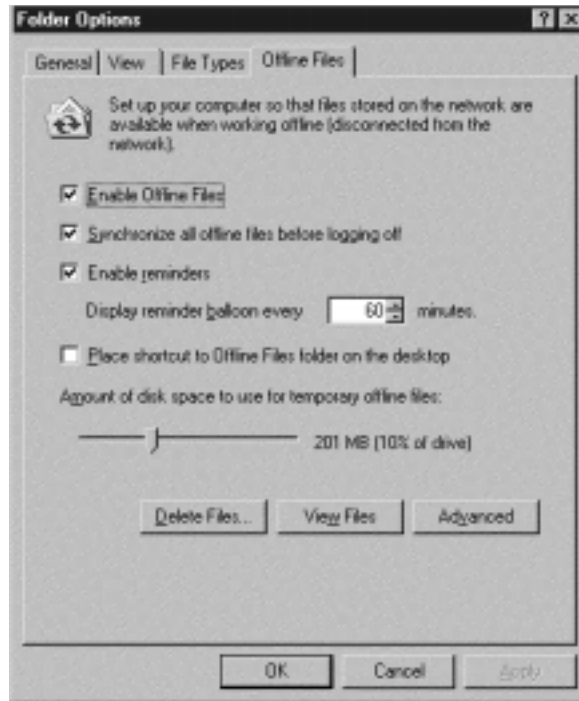 Folder Options
General View File Types Offline Files
Set up your computer so that files stored on the network are
available when working offline (disconnected from the
network).
Enable Offline Files
Synchronize all offline files before logging off
Enable reminders
Display reminder balloon every 60 minutes.
Place shortcut to Offline Files folder on the desktop
Amount of disk space to use for temporary offline files:
201 MB (10% of drive)
Delete Files... View Files Advanced
OK Cancel Apply